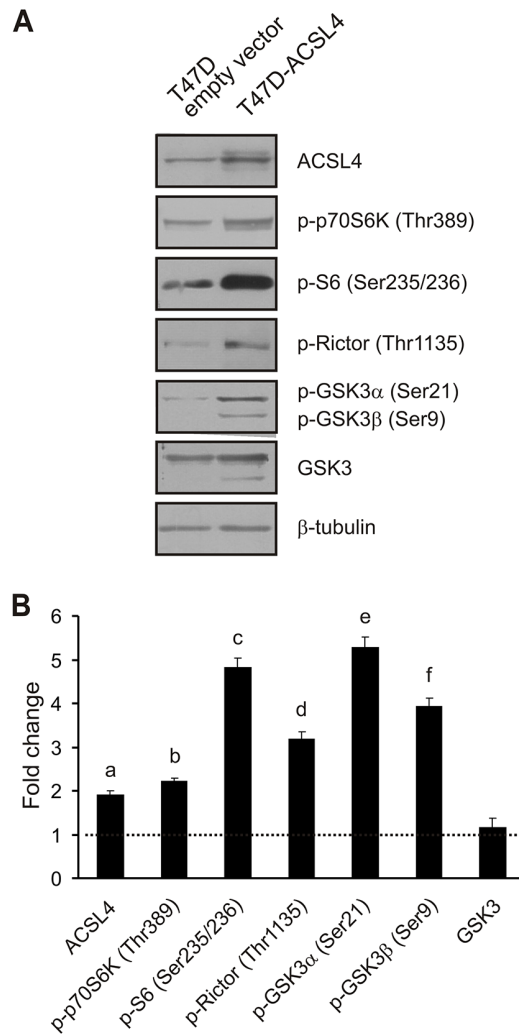 A
T47D
empty vector
T47D-ACSL4
ACSL4
p-p70S6K (Thr389)
p-S6 (Ser235/236)
p-Rictor (Thr1135)
p-GSK3α (Ser21)
p-GSK3β (Ser9)
GSK3
β-tubulin
B
Fold change
6
5
4
3
2
1
0
a
b
c
d
e
f
ACSL4
p-p70S6K (Thr389)
p-S6 (Ser235/236)
p-Rictor (Thr1135)
p-GSK3α (Ser21)
p-GSK3β (Ser9)
GSK3